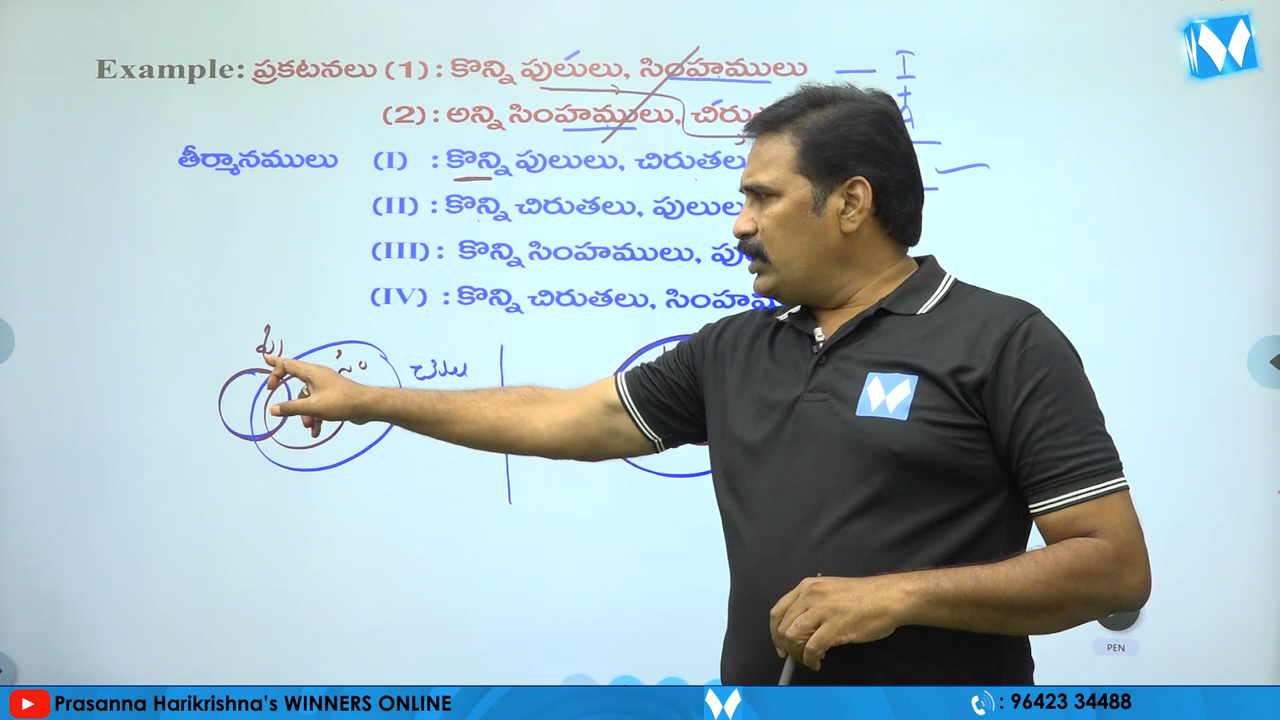 Example: ప్రకటనలు (1) : కొన్ని పులులు, సింహములు — I
+
(2) : అన్ని సింహములు,
తీర్మానములు (I) : కొన్ని పులులు, చిరుతలు
(II) : కొన్ని చిరుతలు, పులులు
(III) : కొన్ని సింహములు,
(IV) : కొన్ని చిరుతలు,
పు సిం
PEN
Prasanna Harikrishna's WINNERS ONLINE : 96423 34488